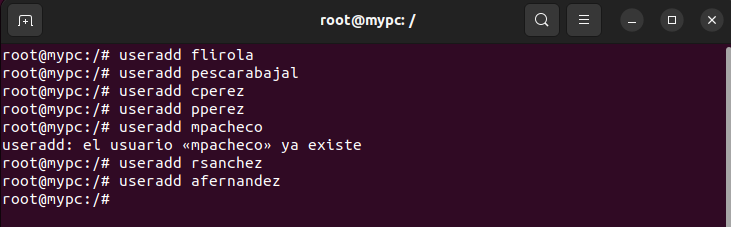 root@mypc: /
root@mypc:/# useradd flirola
root@mypc:/# useradd pescarabajal
root@mypc:/# useradd cperez
root@mypc:/# useradd pperez
root@mypc:/# useradd mpacheco
useradd: el usuario «mpacheco» ya existe
root@mypc:/# useradd rsanchez
root@mypc:/# useradd afernandez
root@mypc:/#